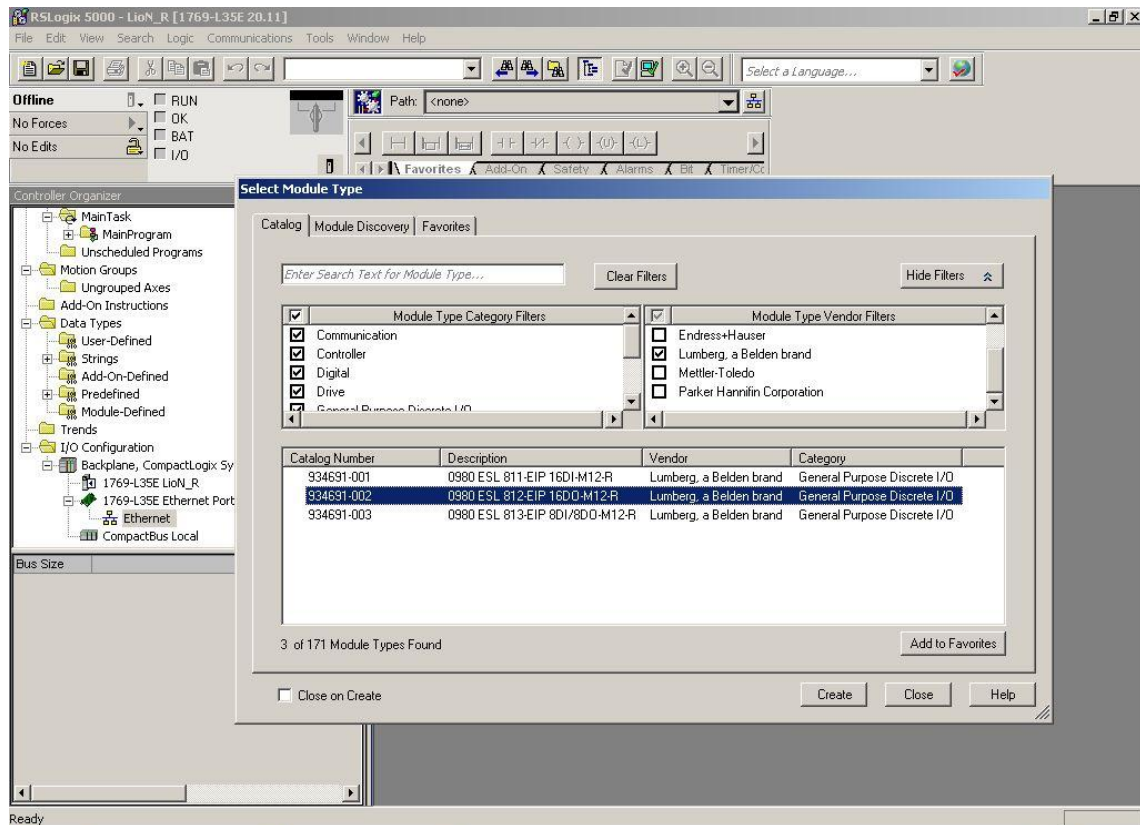 RSLogix 5000 - LioN_R [1769-L35E 20.11]
File Edit View Search Logic Communications Tools Window Help
Select a Language...
Offline
RUN
Path: <none>
No Forces
OK
No Edits
BAT
I/O
Favorites Add-On Safety Alarms Bit Timer/Cc
Controller Organizer
MainTask
MainProgram
Unscheduled Programs
Motion Groups
Ungrouped Axes
Add-On Instructions
Data Types
User-Defined
Strings
Add-On-Defined
Predefined
Module-Defined
Trends
I/O Configuration
Backplane, CompactLogix Sy
1769-L35E LioN_R
1769-L35E Ethernet Port
Ethernet
CompactBus Local
Bus Size
Select Module Type
Catalog Module Discovery Favorites
Enter Search Text for Module Type...
Clear Filters
Hide Filters
Module Type Category Filters
Communication
Controller
Digital
Drive
General Purpose Discrete I/O
Module Type Vendor Filters
Endress+Hauser
Lumberg, a Belden brand
Mettler-Toledo
Parker Hannifin Corporation
Catalog Number Description Vendor Category
934691-001 0980 ESL 811-EIP 16DI-M12-R Lumberg, a Belden brand General Purpose Discrete I/O
934691-002 0980 ESL 812-EIP 16DO-M12-R Lumberg, a Belden brand General Purpose Discrete I/O
934691-003 0980 ESL 813-EIP 8DI/8DO-M12-R Lumberg, a Belden brand General Purpose Discrete I/O
3 of 171 Module Types Found
Add to Favorites
Close on Create
Create Close Help
Ready